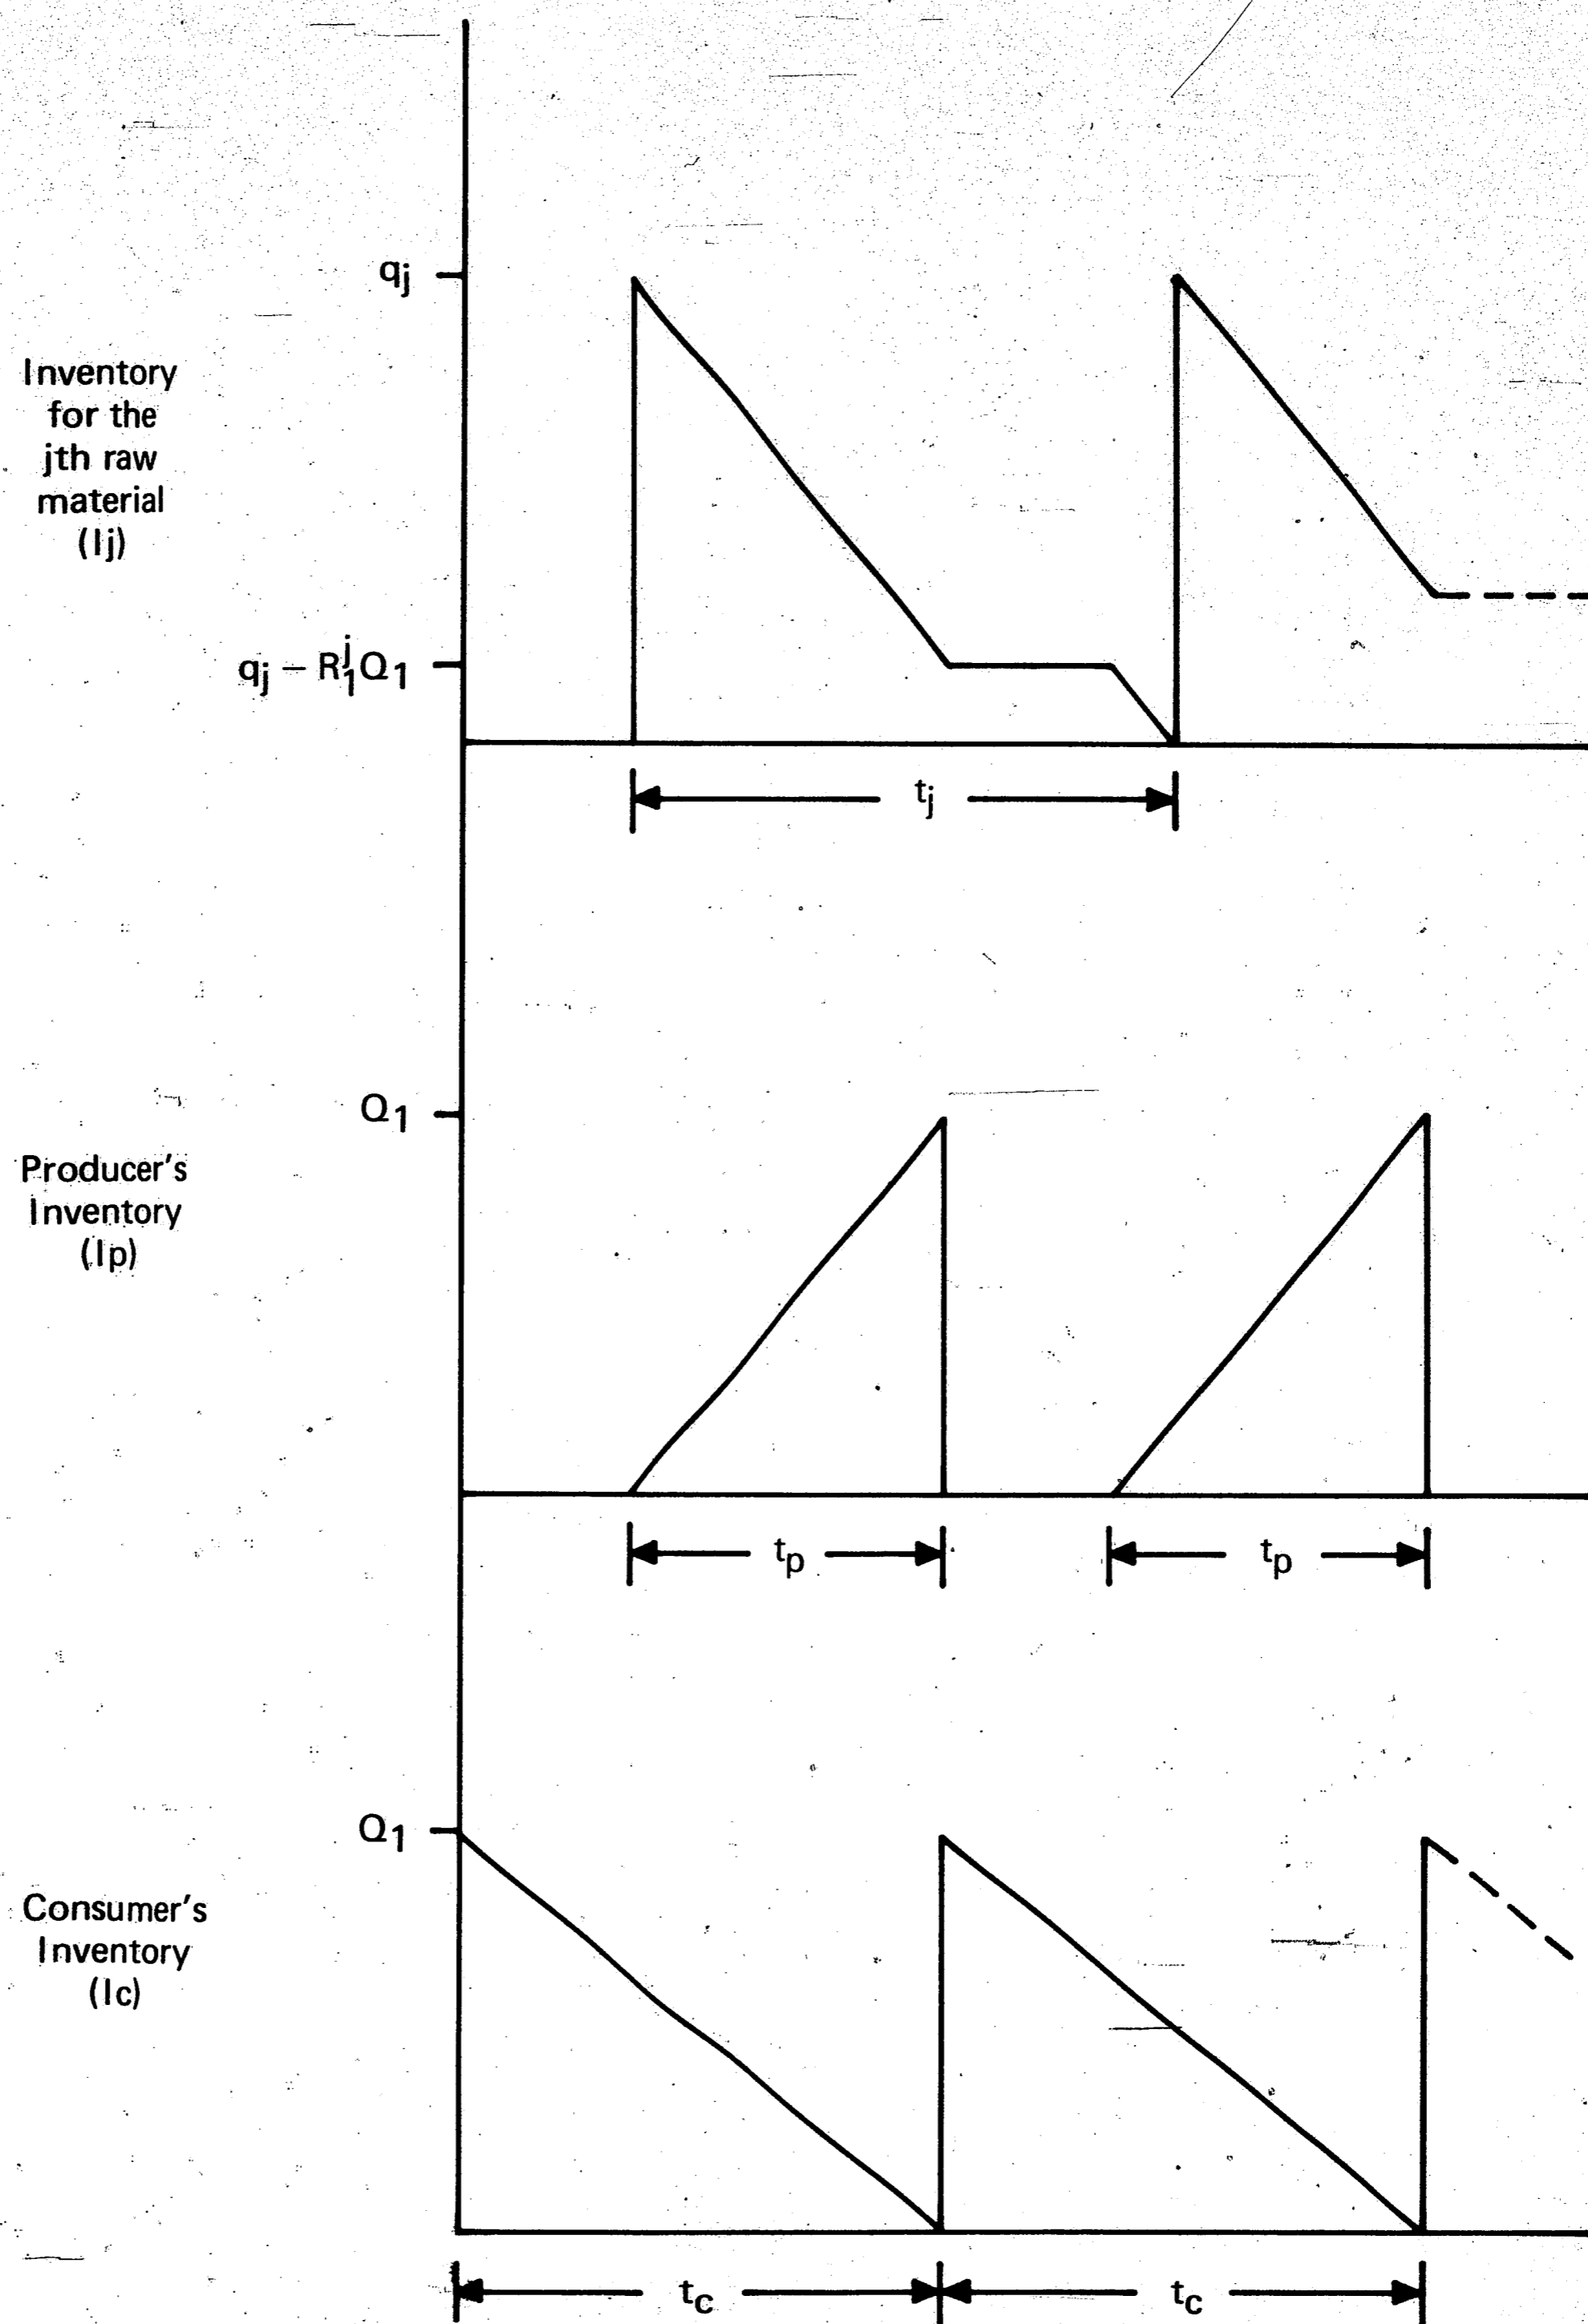 qj
Inventory
for the
jth raw
material
(Ij)
qj – R₁ʲQ₁
tj
Q₁
Producer's
Inventory
(Ip)
tp
tp
Q₁
Consumer's
Inventory
(Ic)
tc
tc